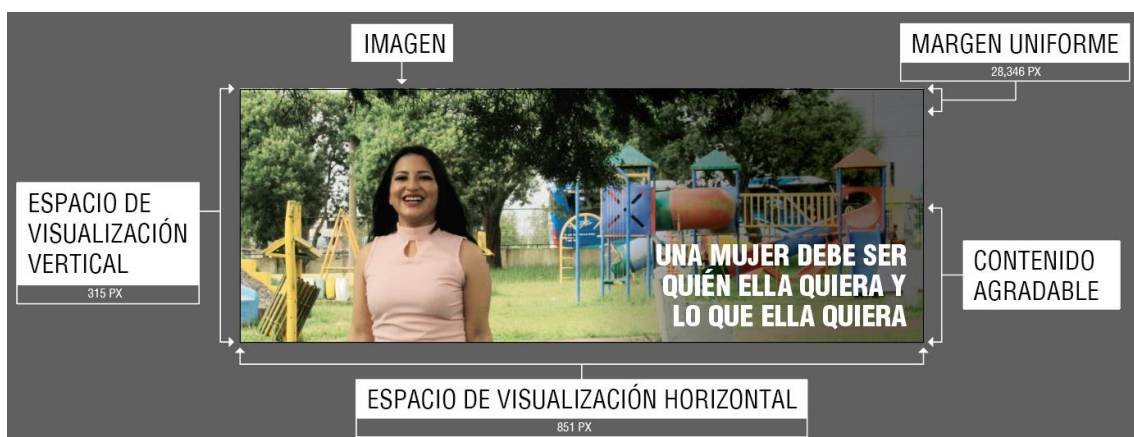 IMAGEN
MARGEN UNIFORME
28,346 PX
ESPACIO DE
VISUALIZACIÓN
VERTICAL
315 PX
UNA MUJER DEBE SER
QUIÉN ELLA QUIERA Y
LO QUE ELLA QUIERA
CONTENIDO
AGRADABLE
ESPACIO DE VISUALIZACIÓN HORIZONTAL
851 PX